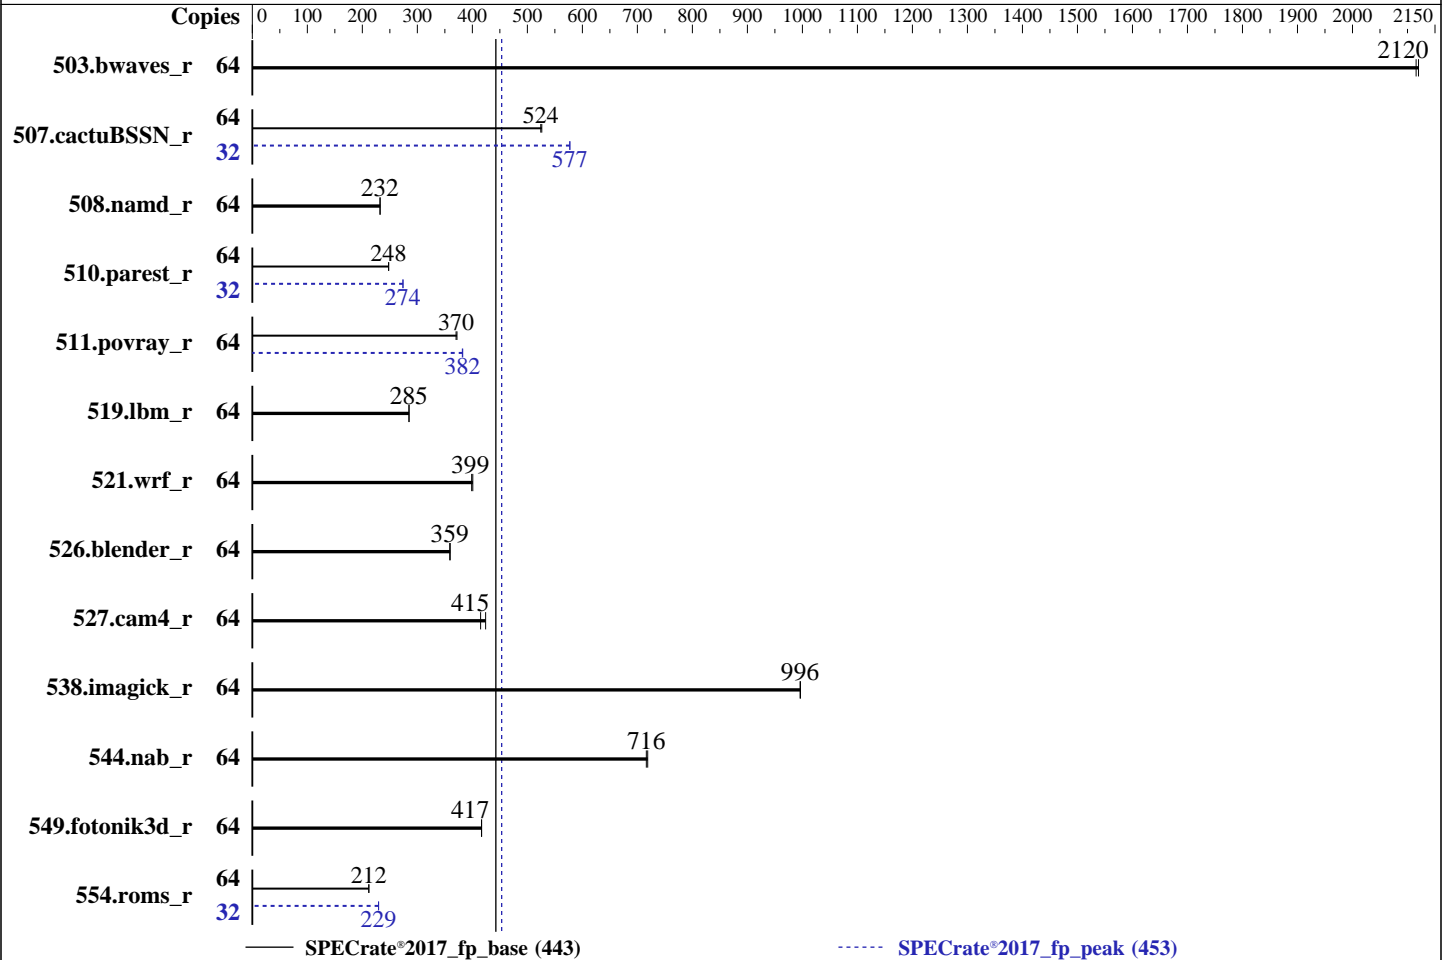 Copies 0 100 200 300 400 500 600 700 800 900 1000 1100 1200 1300 1400 1500 1600 1700 1800 1900 2000 2150
503.bwaves_r 64 2120
507.cactuBSSN_r 64 524
32 577
508.namd_r 64 232
510.parest_r 64 248
32 274
511.povray_r 64 370
382
519.lbm_r 64 285
521.wrf_r 64 399
526.blender_r 64 359
527.cam4_r 64 415
538.imagick_r 64 996
544.nab_r 64 716
549.fotonik3d_r 64 417
554.roms_r 64 212
32 229
SPECrate®2017_fp_base (443) SPECrate®2017_fp_peak (453)